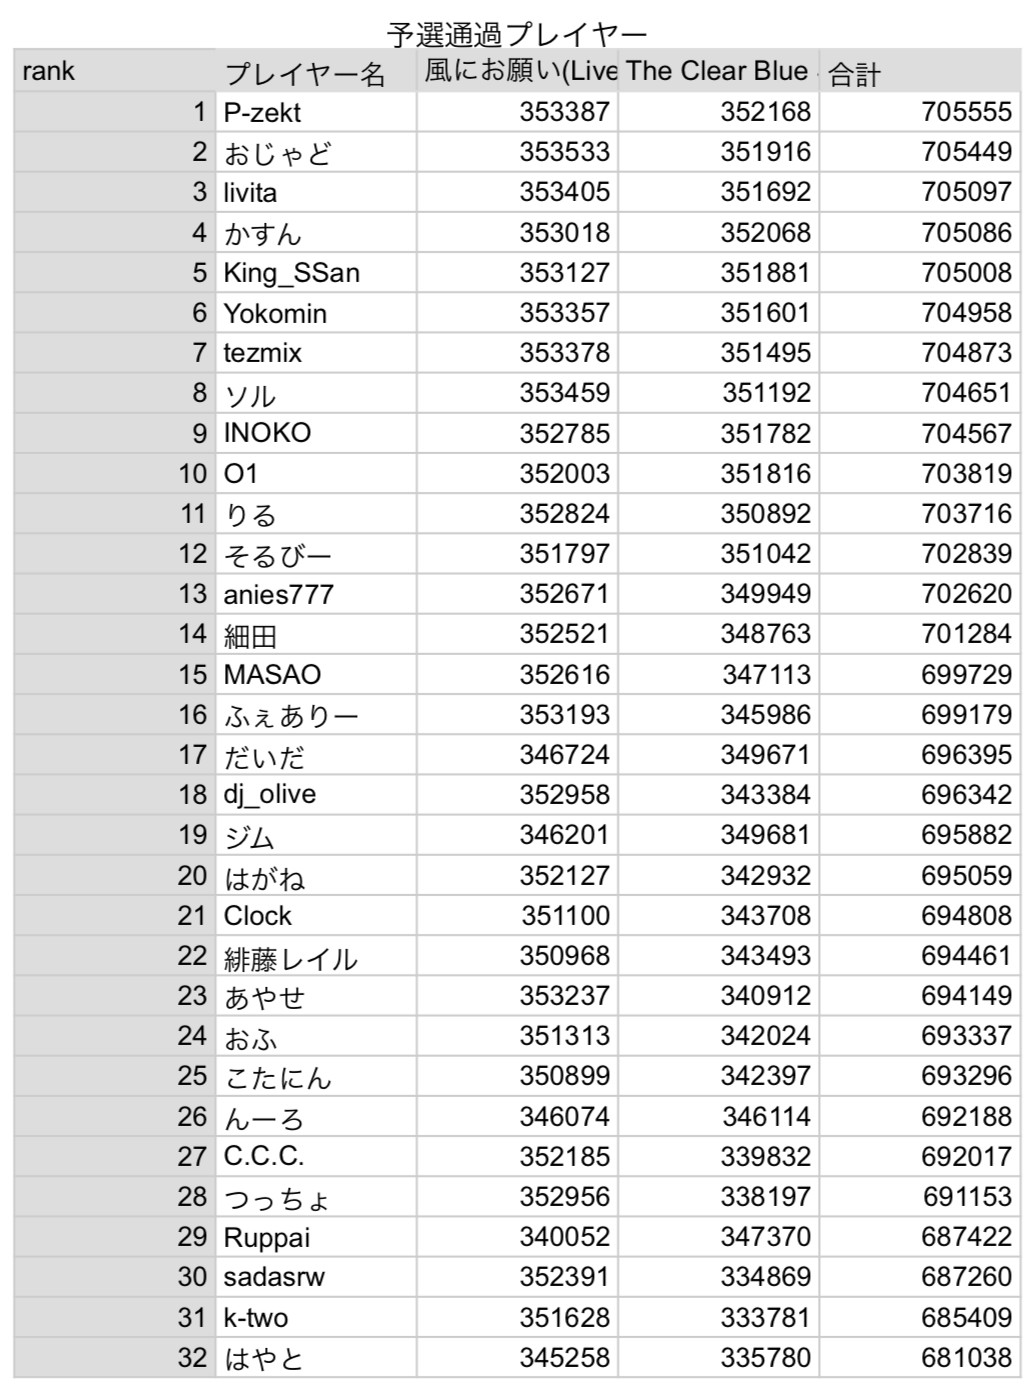 予選通過プレイヤー
rank プレイヤー名 風にお願い(Live The Clear Blue 合計
1 P-zekt 353387 352168 705555
2 おじゃど 353533 351916 705449
3 livita 353405 351692 705097
4 かすん 353018 352068 705086
5 King_SSan 353127 351881 705008
6 Yokomin 353357 351601 704958
7 tezmix 353378 351495 704873
8 ソル 353459 351192 704651
9 INOKO 352785 351782 704567
10 O1 352003 351816 703819
11 りる 352824 350892 703716
12 そるびー 351797 351042 702839
13 anies777 352671 349949 702620
14 細田 352521 348763 701284
15 MASAO 352616 347113 699729
16 ふぇありー 353193 345986 699179
17 だいだ 346724 349671 696395
18 dj_olive 352958 343384 696342
19 ジム 346201 349681 695882
20 はがね 352127 342932 695059
21 Clock 351100 343708 694808
22 緋藤レイル 350968 343493 694461
23 あやせ 353237 340912 694149
24 おふ 351313 342024 693337
25 こたにん 350899 342397 693296
26 んーろ 346074 346114 692188
27 C.C.C. 352185 339832 692017
28 つっちょ 352956 338197 691153
29 Ruppai 340052 347370 687422
30 sadasrw 352391 334869 687260
31 k-two 351628 333781 685409
32 はやと 345258 335780 681038